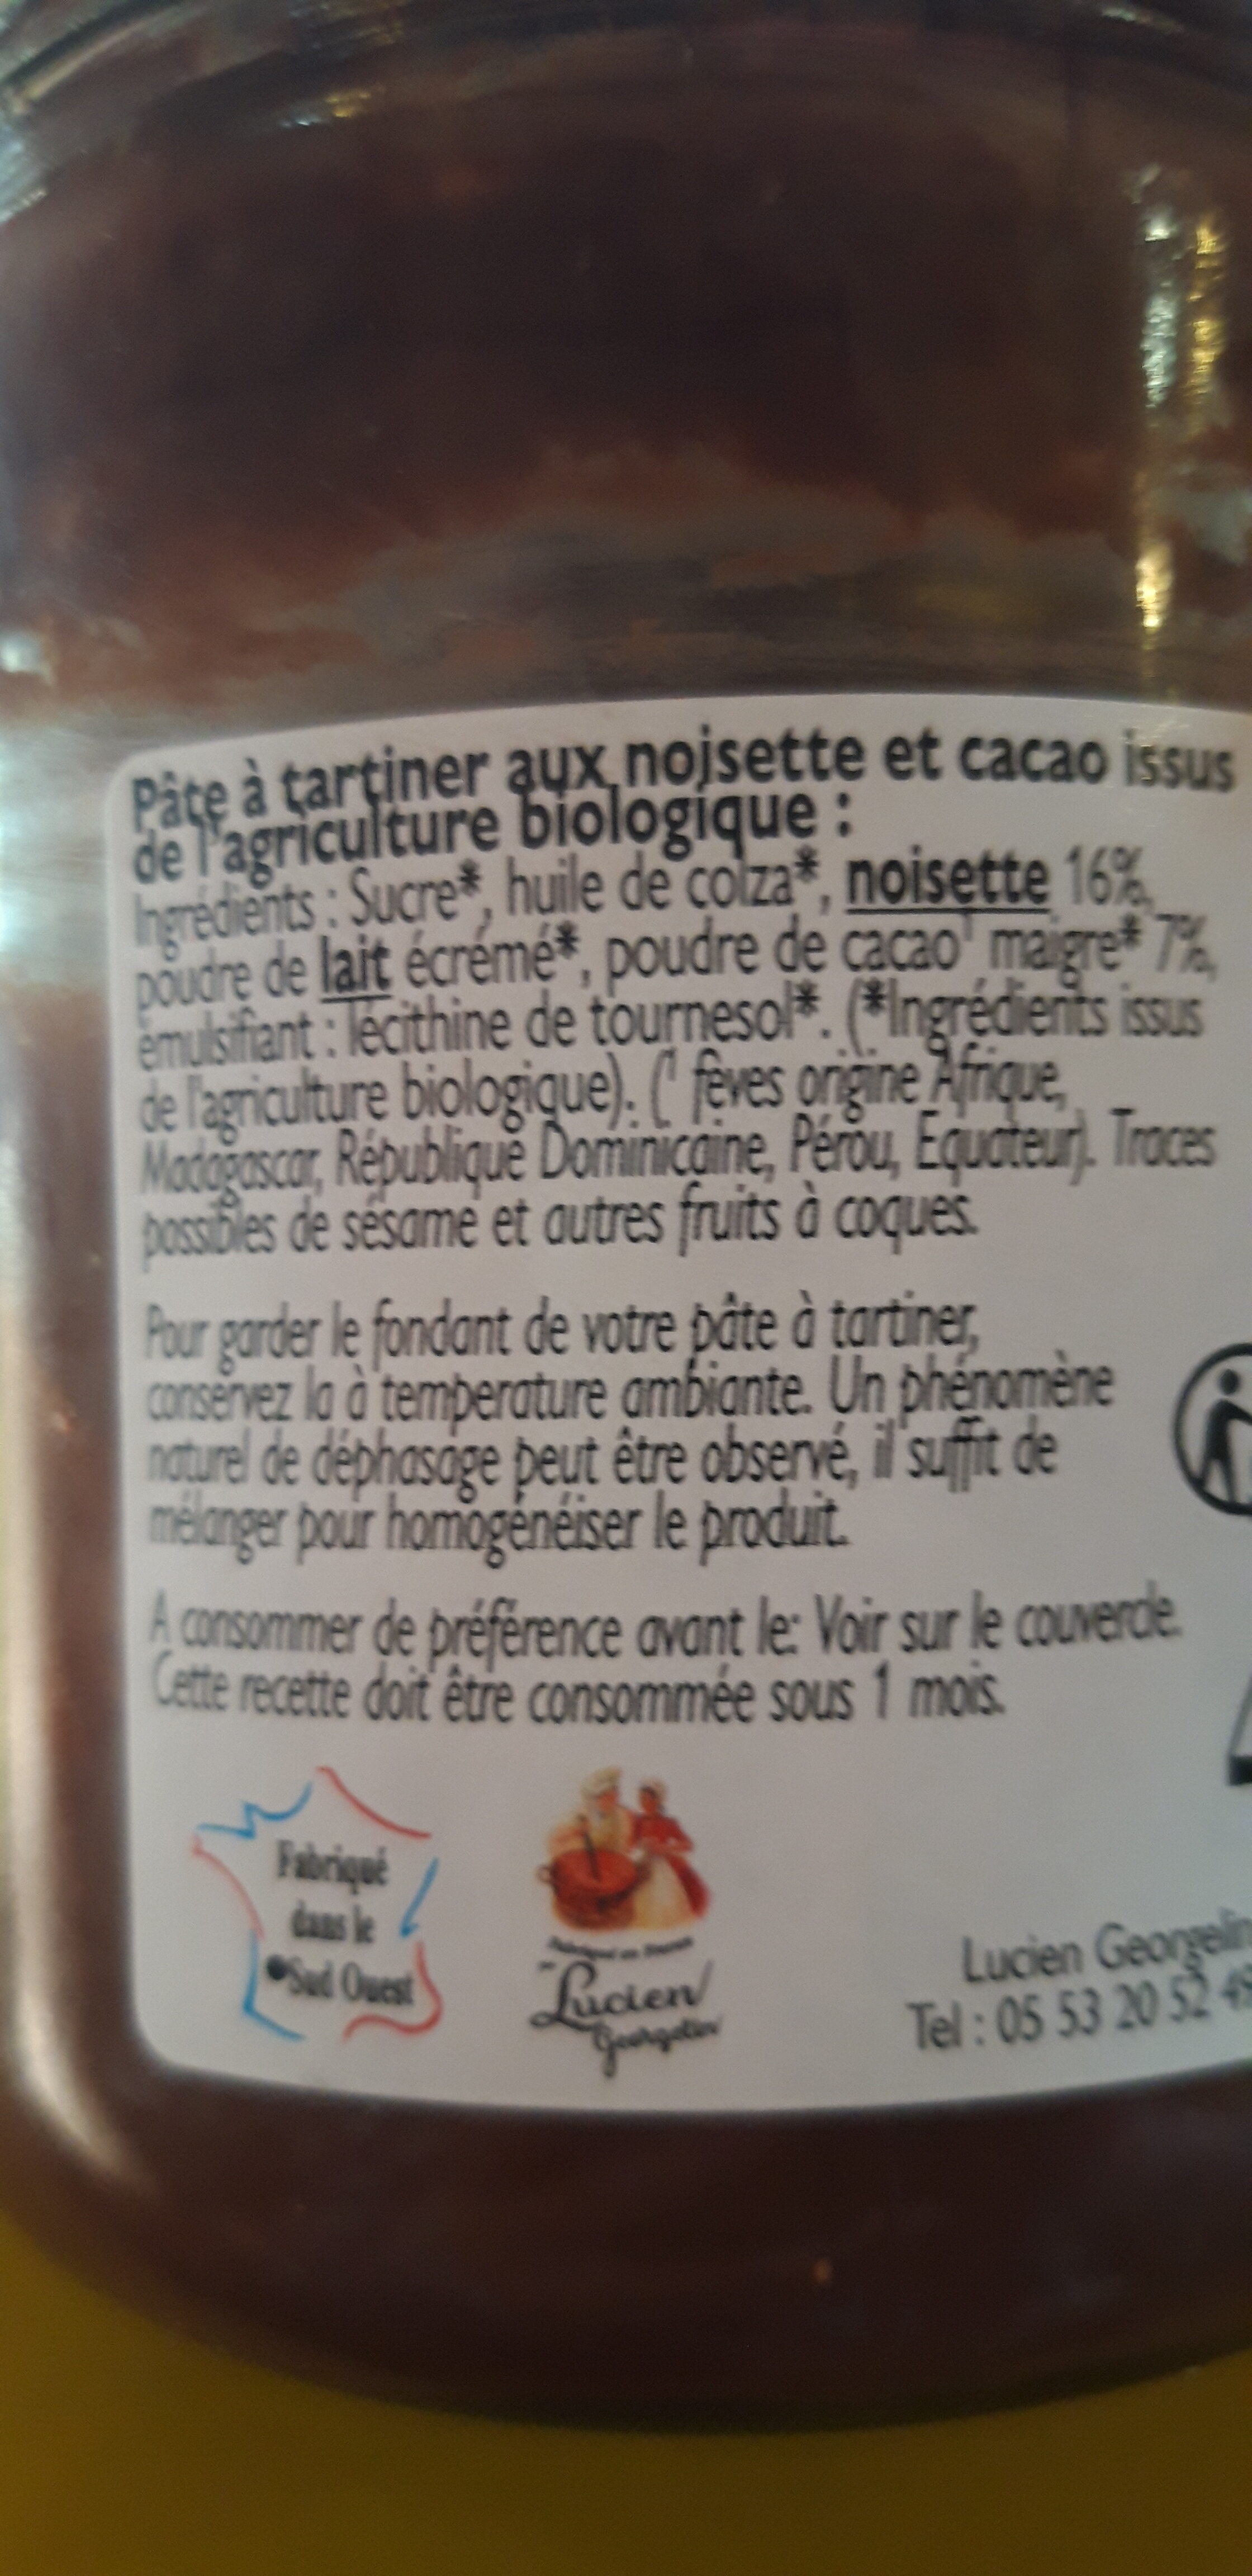 Pâte à tartiner aux noisette et cacao issus
de l'agriculture biologique :
Ingrédients : Sucre*, huile de colza*, noisette 16%,
poudre de lait écrémé*, poudre de cacao¹ maigre* 7%,
émulsifiant : lécithine de tournesol*. (*Ingrédients issus
de l'agriculture biologique). (¹ fèves origine Afrique,
Madagascar, République Dominicaine, Pérou, Equateur). Traces
possibles de sésame et autres fruits à coques.
Pour garder le fondant de votre pâte à tartiner,
conservez la à temperature ambiante. Un phénomène
naturel de déphasage peut être observé, il suffit de
mélanger pour homogénéiser le produit.
A consommer de préférence avant le: Voir sur le couvercle.
Cette recette doit être consommée sous 1 mois.
Fabriqué
dans le
Sud Ouest
Fabriqué en France
Lucien
Georgelin
Lucien Georgelin
Tel : 05 53 20 52 49